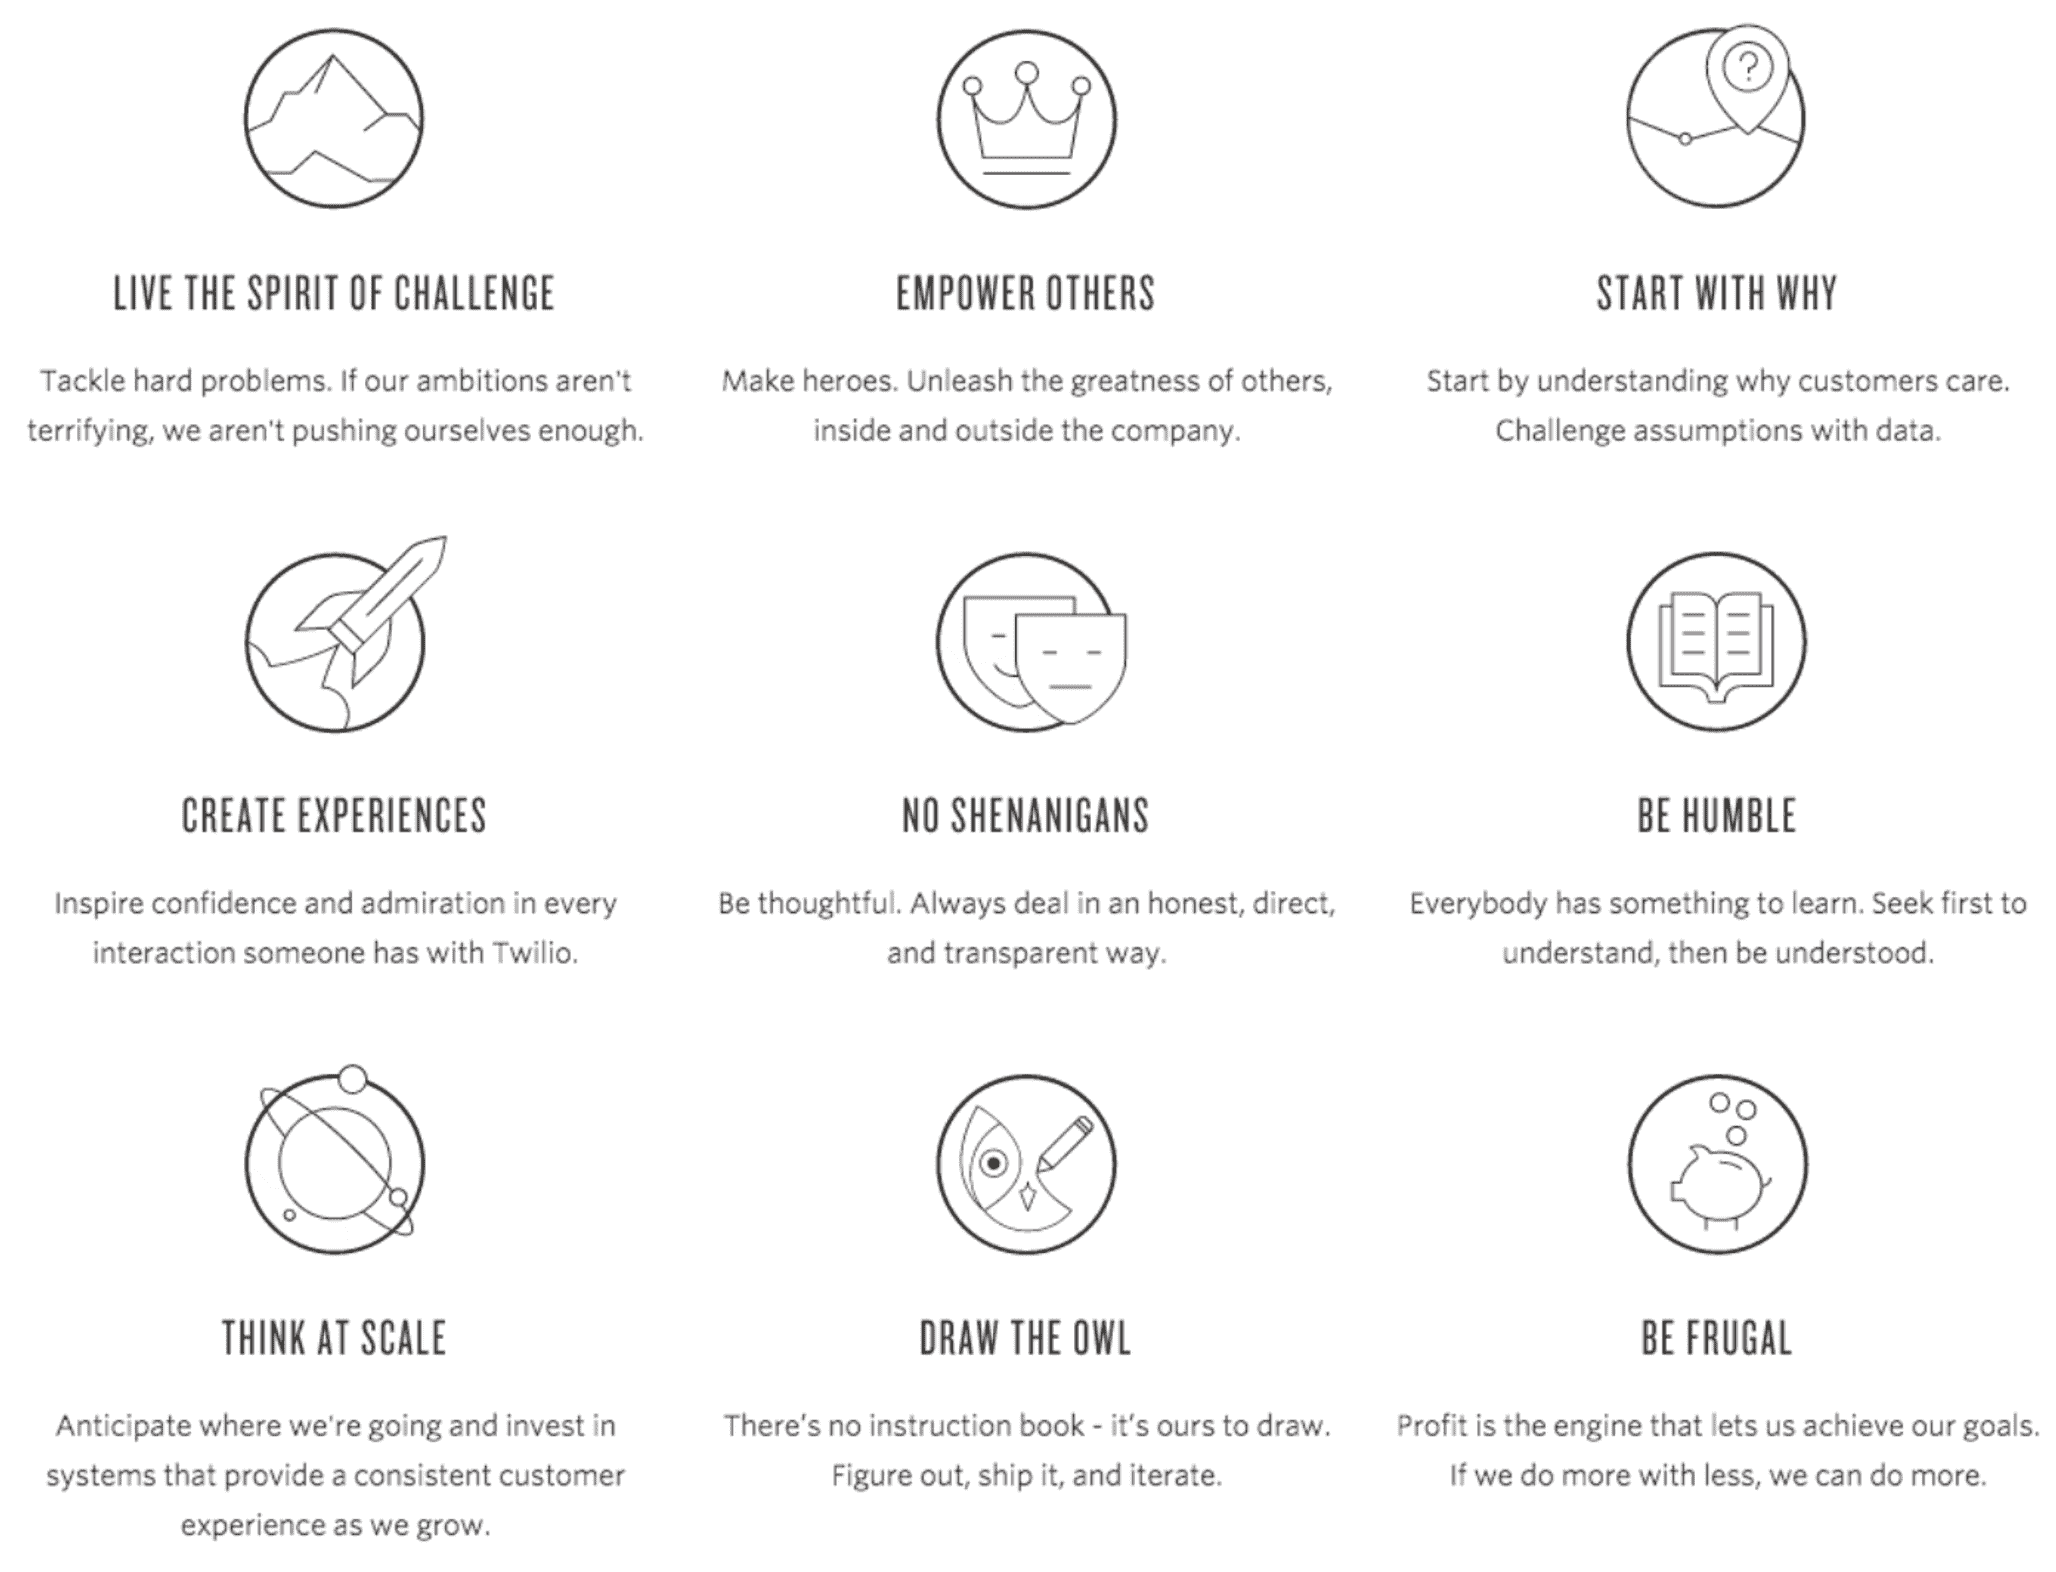 ?
LIVE THE SPIRIT OF CHALLENGE
Tackle hard problems. If our ambitions aren't
terrifying, we aren't pushing ourselves enough.
EMPOWER OTHERS
Make heroes. Unleash the greatness of others,
inside and outside the company.
START WITH WHY
Start by understanding why customers care.
Challenge assumptions with data.
CREATE EXPERIENCES
Inspire confidence and admiration in every
interaction someone has with Twilio.
NO SHENANIGANS
Be thoughtful. Always deal in an honest, direct,
and transparent way.
BE HUMBLE
Everybody has something to learn. Seek first to
understand, then be understood.
THINK AT SCALE
Anticipate where we're going and invest in
systems that provide a consistent customer
experience as we grow.
DRAW THE OWL
There’s no instruction book - it’s ours to draw.
Figure out, ship it, and iterate.
BE FRUGAL
Profit is the engine that lets us achieve our goals.
If we do more with less, we can do more.